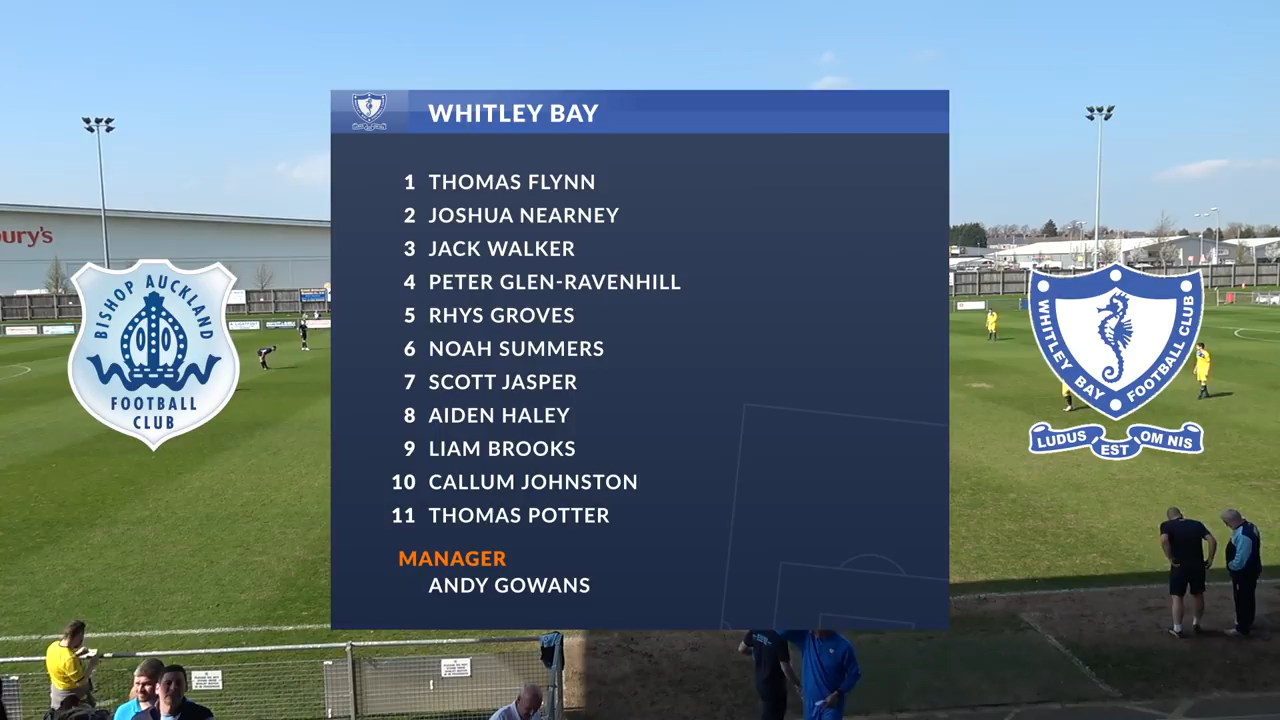 WHITLEY BAY
1 THOMAS FLYNN
2 JOSHUA NEARNEY
3 JACK WALKER
4 PETER GLEN-RAVENHILL
5 RHYS GROVES
6 NOAH SUMMERS
7 SCOTT JASPER
8 AIDEN HALEY
9 LIAM BROOKS
10 CALLUM JOHNSTON
11 THOMAS POTTER
MANAGER
ANDY GOWANS
ury's
BISHOP AUCKLAND
FOOTBALL
CLUB
WHITLEY BAY FOOTBALL CLUB
LUDUS EST OM NIS